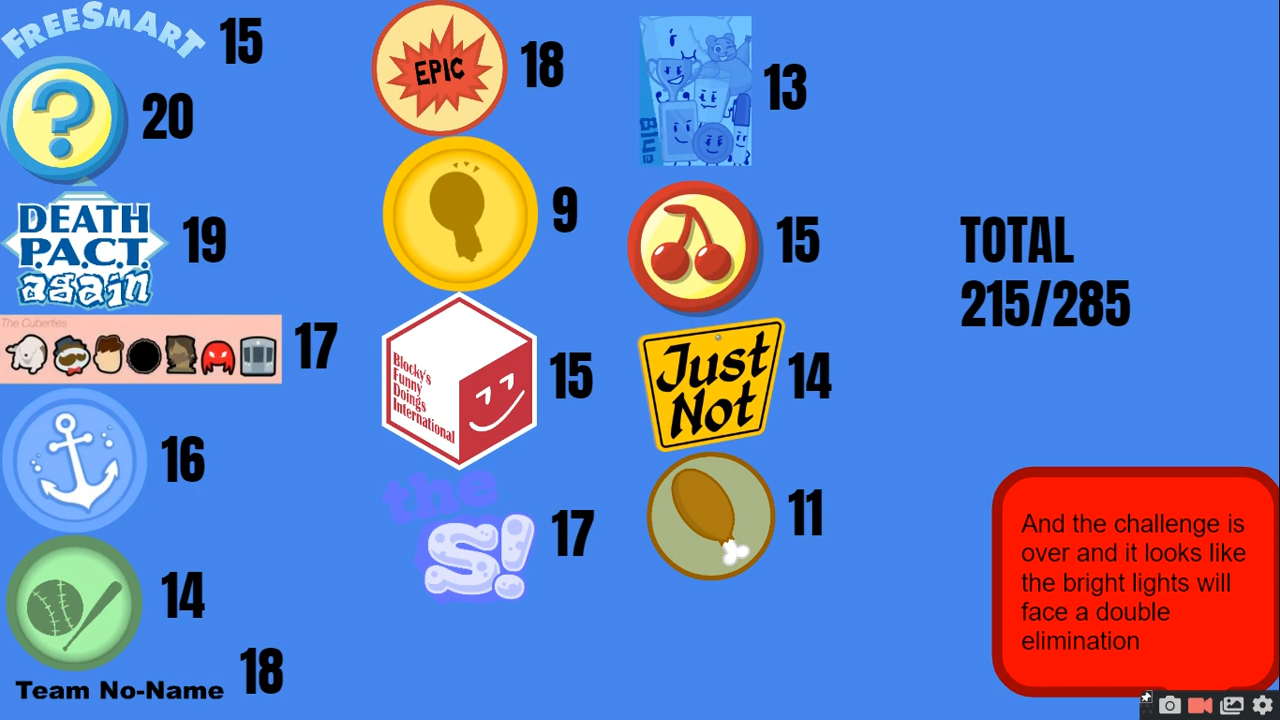 FREESMART
15
?
20
DEATH
P.A.C.T.
again
19
The Cuberties
17
16
14
Team No-Name
18
EPIC
18
9
Blocky's
Funny
Doings
International
15
the
S!
17
Blue
13
15
Just
Not
14
11
TOTAL
215/285
And the challenge is
over and it looks like
the bright lights will
face a double
elimination